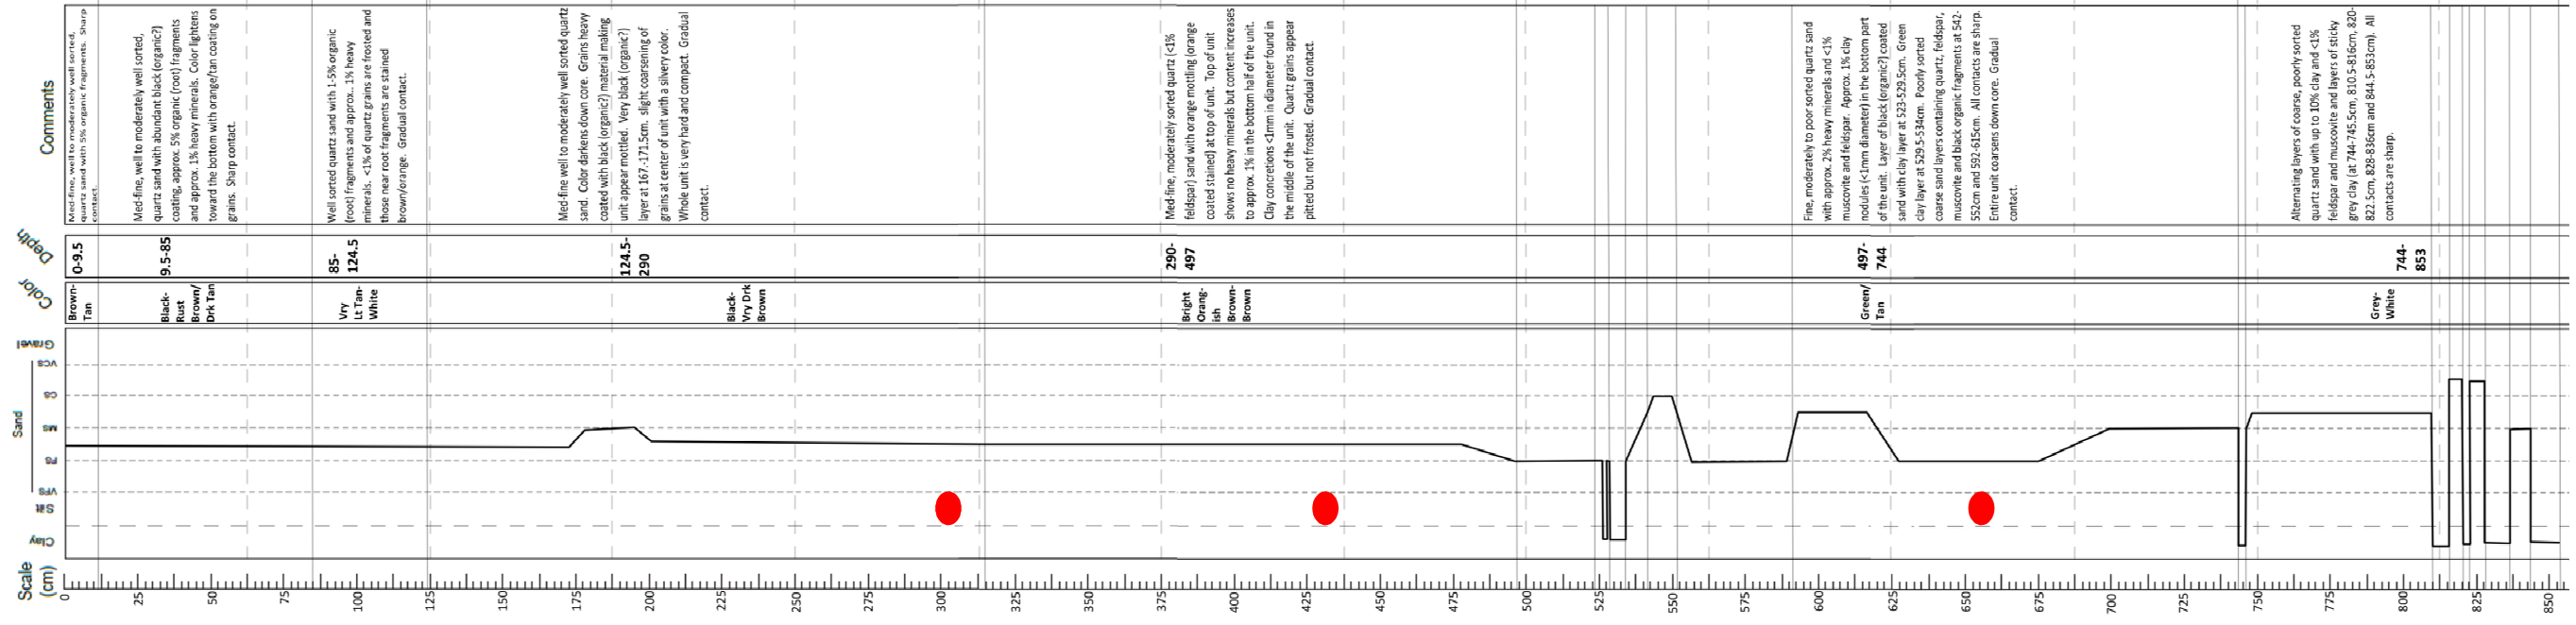 Comments
Med-fine, well to moderately well sorted,
quartz sand with 5% organic fragments. Sharp
contact.
Med-fine, well to moderately well sorted,
quartz sand with abundant black (organic?)
coating, approx. 5% organic (root) fragments
and approx. 1% heavy minerals. Color lightens
toward the bottom with orange/tan coating on
grains. Sharp contact.
Well sorted quartz sand with 1-5% organic
(root) fragments and approx.. 1% heavy
minerals. <1% of quartz grains are frosted and
those near root fragments are stained
brown/orange. Gradual contact.
Med-fine well to moderately well sorted quartz
sand. Color darkens down core. Grains heavy
coated with black (organic?) material making
unit appear mottled. Very black (organic?)
layer at 167.-171.5cm. slight coarsening of
grains at center of unit with a silvery color.
Whole unit is very hard and compact. Gradual
contact.
Med-fine, moderately sorted quartz (<1%
feldspar) sand with orange mottling (orange
coated stained) at top of unit. Top of unit
shows no heavy minerals but content increases
to approx. 1% in the bottom half of the unit.
Clay concretions <1mm in diameter found in
the middle of the unit. Quartz grains appear
pitted but not frosted. Gradual contact.
Fine, moderately to poor sorted quartz sand
with approx. 2% heavy minerals and <1%
muscovite and feldspar. Approx. 1% clay
nodules (<1mm diameter) in the bottom part
of the unit. Layer of black (organic?) coated
sand with clay layer at 523-529.5cm. Green
clay layer at 529.5-534cm. Poorly sorted
coarse sand layers containing quartz, feldspar,
muscovite and black organic fragments at 542-
552cm and 592-615cm. All contacts are sharp.
Entire unit coarsens down core. Gradual
contact.
Alternating layers of coarse, poorly sorted
quartz sand with up to 10% clay and <1%
feldspar and muscovite and layers of sticky
grey clay (at 744-745.5cm, 810.5-816cm, 820-
822.5cm, 828-836cm and 844.5-853cm). All
contacts are sharp.
Depth
0-9.5
9.5-85
85-
124.5
124.5-
290
290-
497
497-
744
744-
853
Color
Brown-
Tan
Black-
Rust
Brown/
Drk Tan
Vry
Lt Tan-
White
Black-
Vry Drk
Brown
Bright
Orang-
ish
Brown-
Brown
Green/
Tan
Grey-
White
Gravel
Sand
VCS
CS
MS
FS
VFS
Silt
Clay
Scale
(cm)
0
25
50
75
100
125
150
175
200
225
250
275
300
325
350
375
400
425
450
475
500
525
550
575
600
625
650
675
700
725
750
775
800
825
850